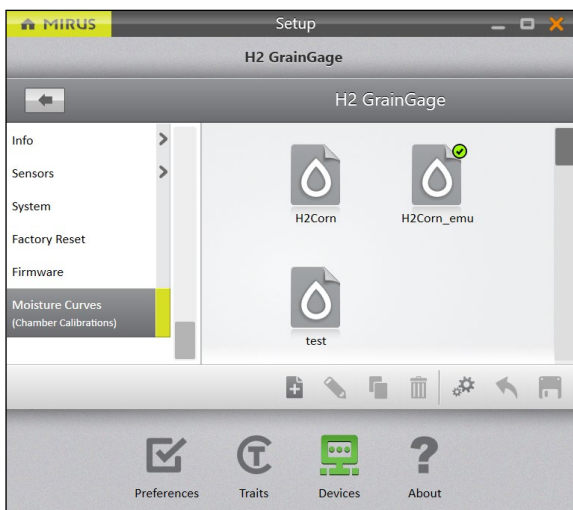 MIRUS
Setup
H2 GrainGage
H2 GrainGage
Info
Sensors
System
Factory Reset
Firmware
Moisture Curves
(Chamber Calibrations)
H2Corn
H2Corn_emu
test
Preferences
Traits
Devices
About